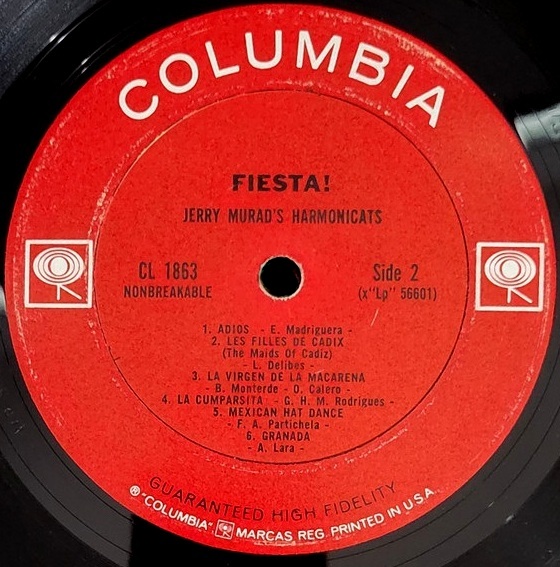 COLUMBIA
FIESTA!
JERRY MURAD'S HARMONICATS
CL 1863
NONBREAKABLE
Side 2
(x"Lp" 56601)
1. ADIOS - E. Madriguera -
2. LES FILLES DE CADIX
(The Maids Of Cadiz)
- L. Delibes -
3. LA VIRGEN DE LA MACARENA
- B. Monterde - O. Calero -
4. LA CUMPARSITA - G. H. M. Rodrigues -
5. MEXICAN HAT DANCE
- F. A. Partichela -
6. GRANADA
- A. Lara -
GUARANTEED HIGH FIDELITY
® "COLUMBIA" MARCAS REG. PRINTED IN U.S.A.